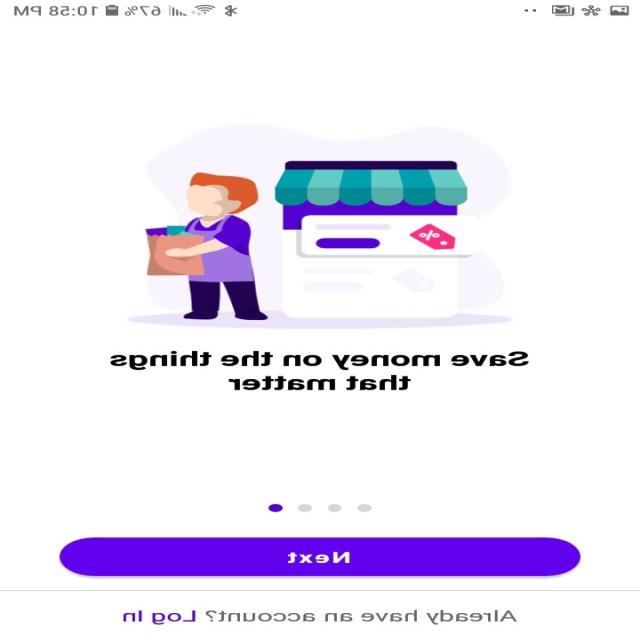 67% 10:58 PM
%
Save money on the things
that matter
Next
Already have an account? Log In